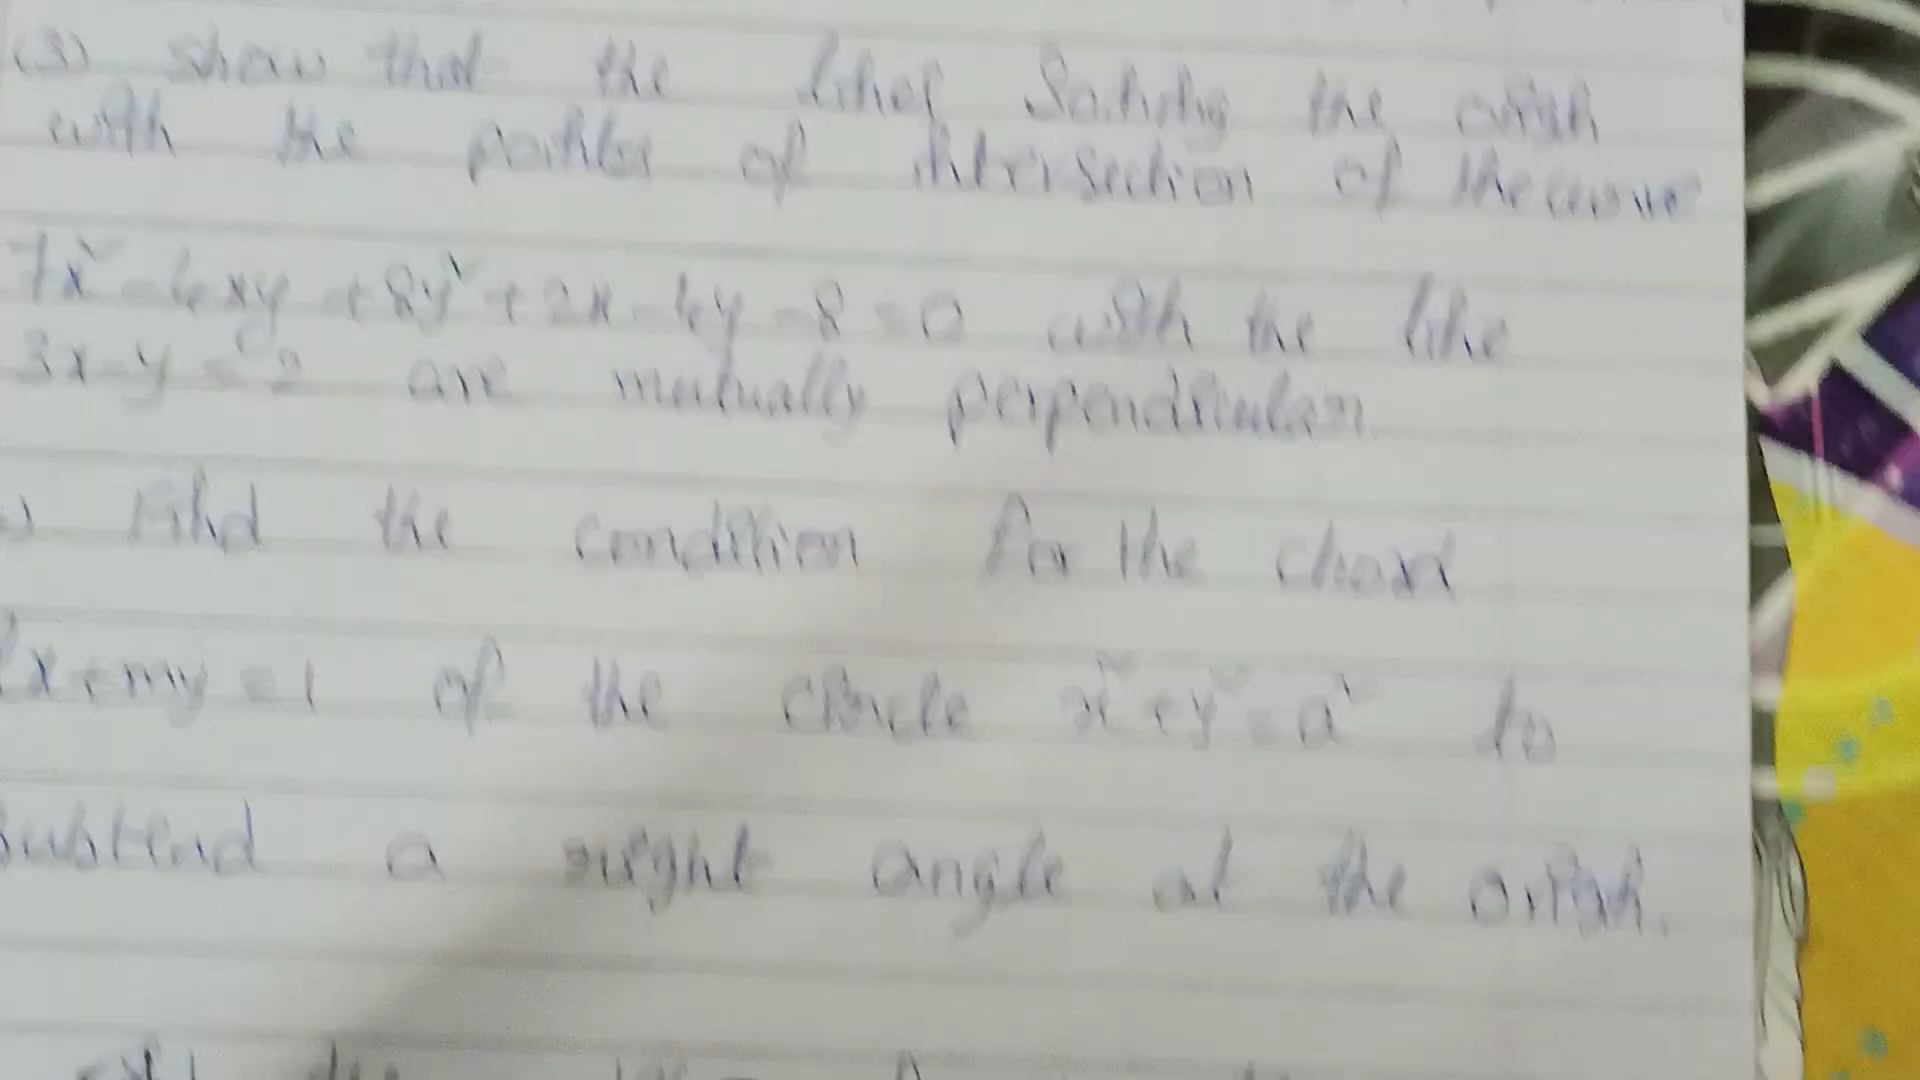 (3) show that the lines the origin
with the points of intersection of the curve
7x² - 4xy + 8y² + 2x - 4y - 8 = 0 with the line
3x - y = 2 are mutually perpendicular
) Find the condition for the chord
lx + my = 1 of the circle x² + y² = a² to
subtend a right angle at the origin.